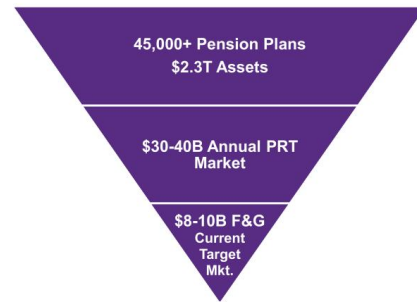 45,000+ Pension Plans
$2.3T Assets
$30-40B Annual PRT
Market
$8-10B F&G
Current
Target
Mkt.